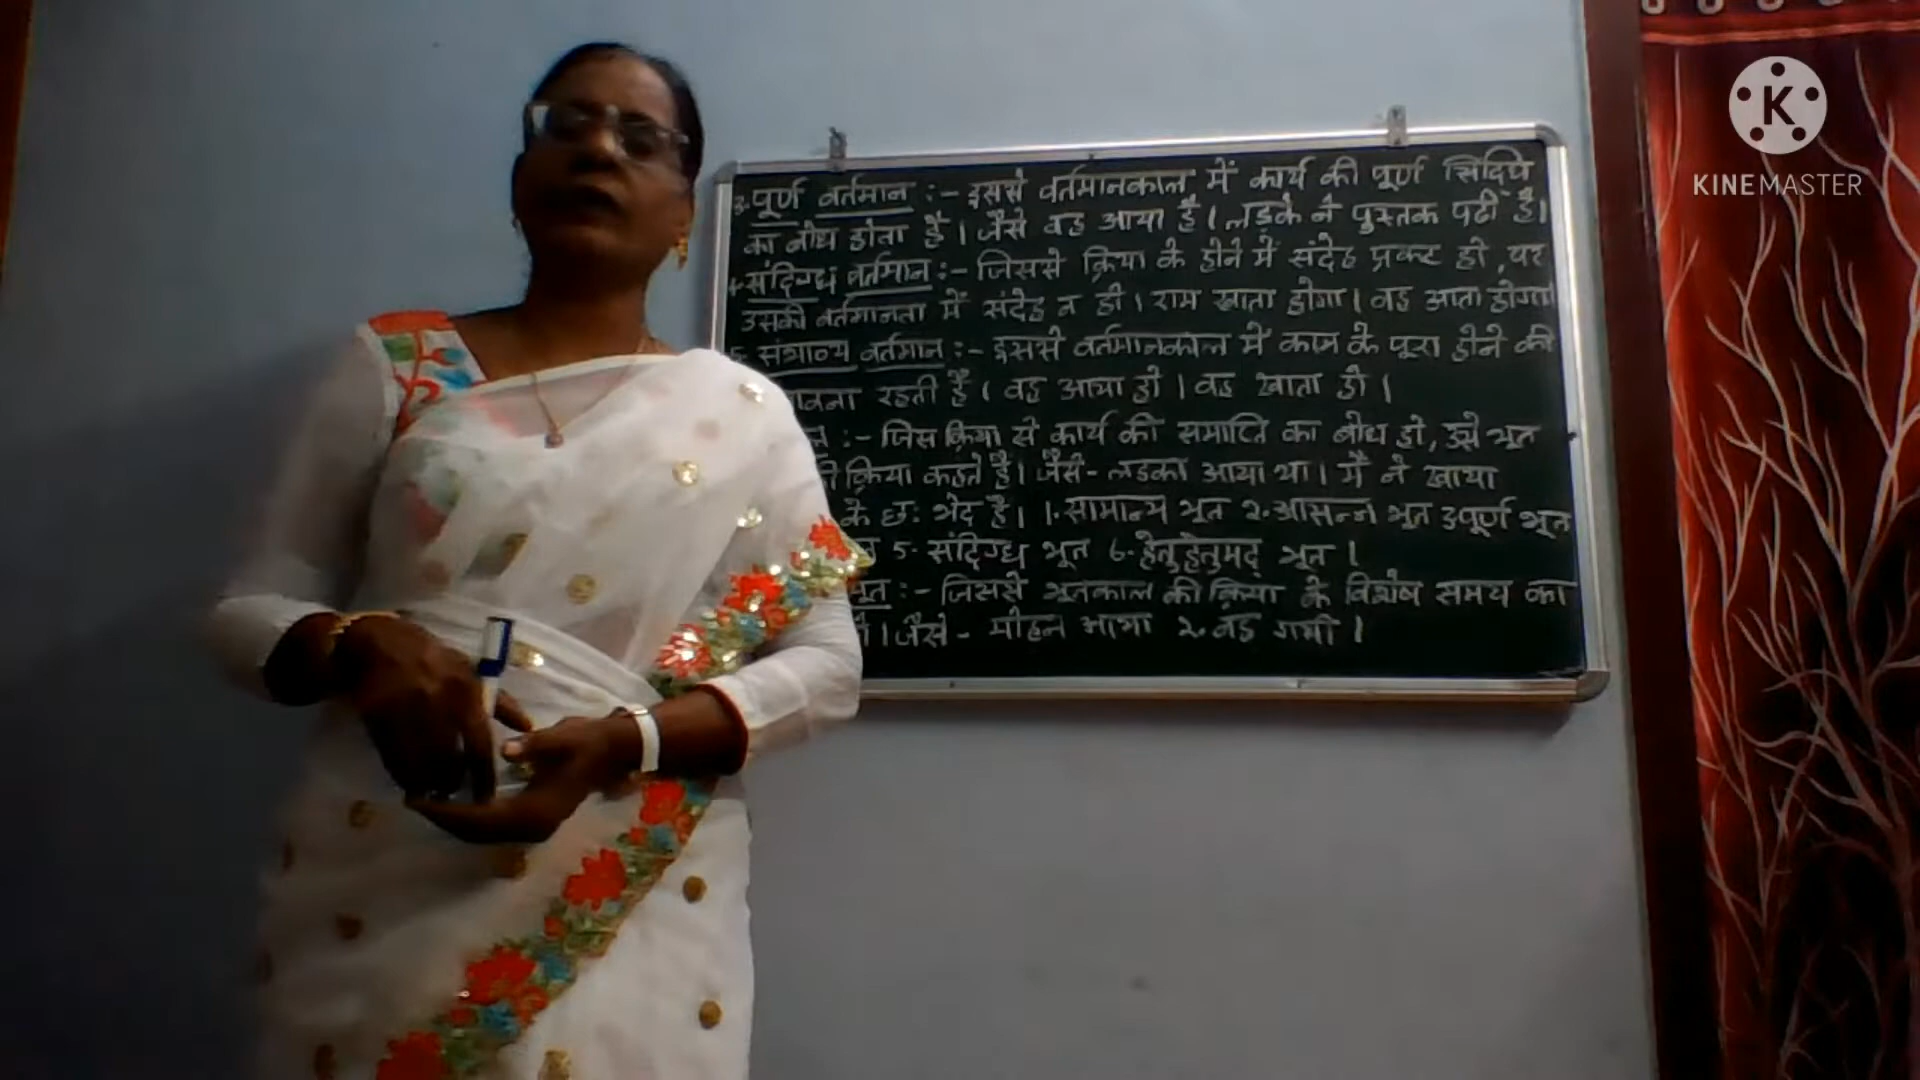 3. पूर्ण वर्तमान :- इससे वर्तमानकाल में कार्य की पूर्ण सिद्धि
का बोध होता है। जैसे वह आया है। लड़के ने पुस्तक पढी है।
4. संदिग्ध वर्तमान :- जिससे क्रिया के होने में संदेह प्रकट हो, पर
उसकी वर्तमानता में संदेह न हो। राम खाता होगा। वह आता होगा।
5. संभाव्य वर्तमान :- इससे वर्तमानकाल में काम के पूरा होने की
रहती है। वह आया हो। वह खाता हो।
:- जिस क्रिया से कार्य की समाप्ति का बोध हो, उसे भूत
की क्रिया कहते है। जैसे - लडका आया था। मैं ने खाया
के छ: भेद है। 1. सामान्य भूत 2. आसन्न भूत 3. पूर्ण भूत
5. संदिग्ध भूत 6. हेतुहेतुमद् भूत।
भूत :- जिससे भूतकाल की क्रिया के विशेष समय का
। जैसे - मोहन आया 2. वह गयी।
KINEMASTER